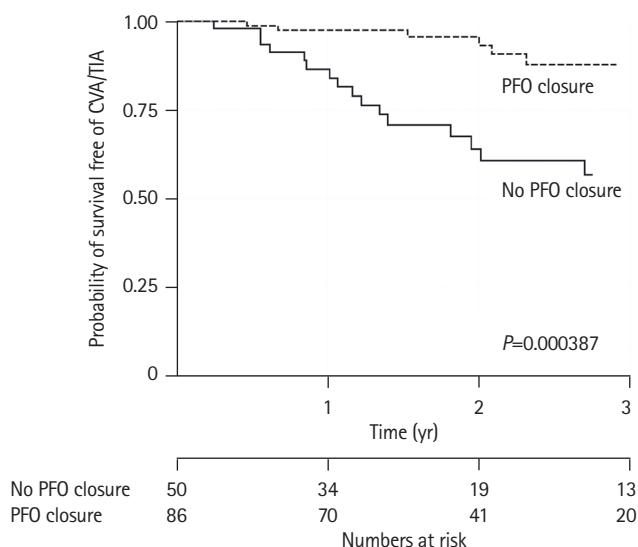 1.00
0.75
0.50
0.25
0
Probability of survival free of CVA/TIA
PFO closure
No PFO closure
P=0.000387
1 2 3
Time (yr)
No PFO closure 50 34 19 13
PFO closure 86 70 41 20
Numbers at risk